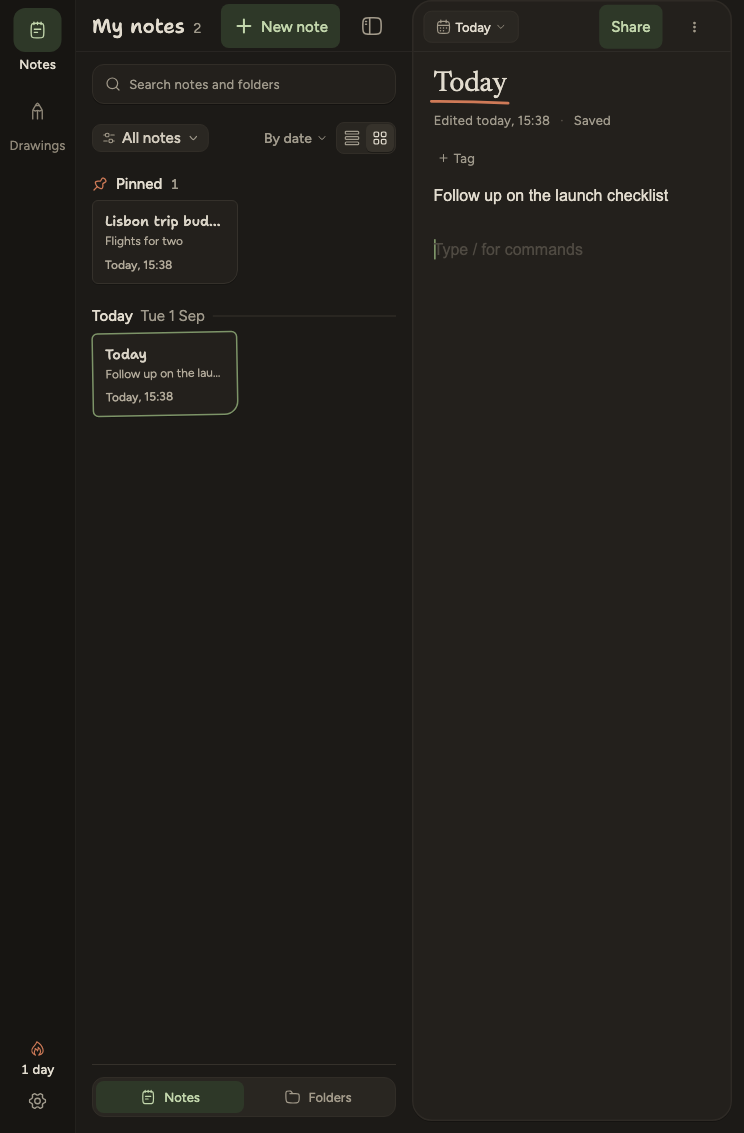 Notes
Drawings
1 day
My notes 2
New note
Search notes and folders
All notes
By date
Pinned 1
Lisbon trip bud...
Flights for two
Today, 15:38
Today Tue 1 Sep
Today
Follow up on the lau...
Today, 15:38
Notes
Folders
Today
Share
Today
Edited today, 15:38 · Saved
+ Tag
Follow up on the launch checklist
Type / for commands